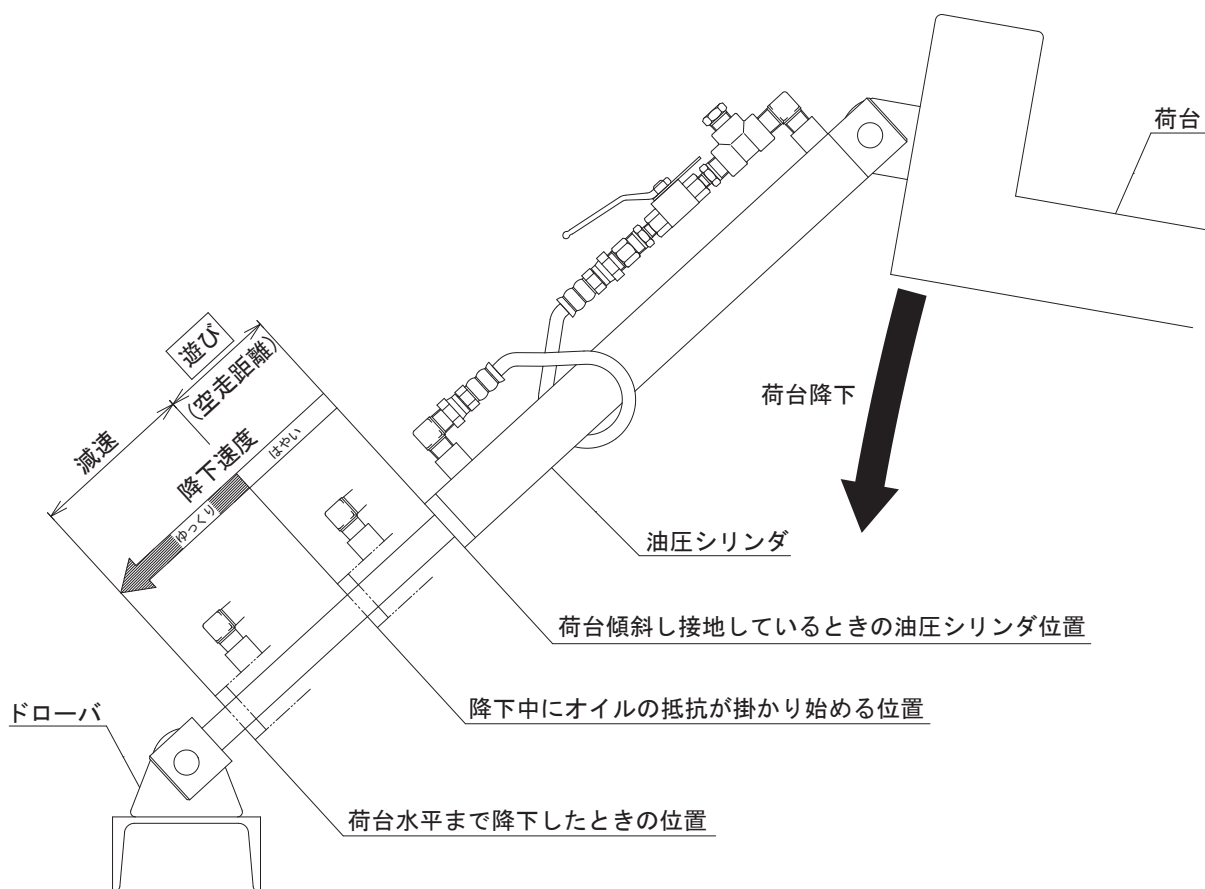 荷台
遊び
(空走距離)
減速
降下速度
はやい
ゆっくり
荷台降下
油圧シリンダ
荷台傾斜し接地しているときの油圧シリンダ位置
降下中にオイルの抵抗が掛かり始める位置
ドローバ
荷台水平まで降下したときの位置